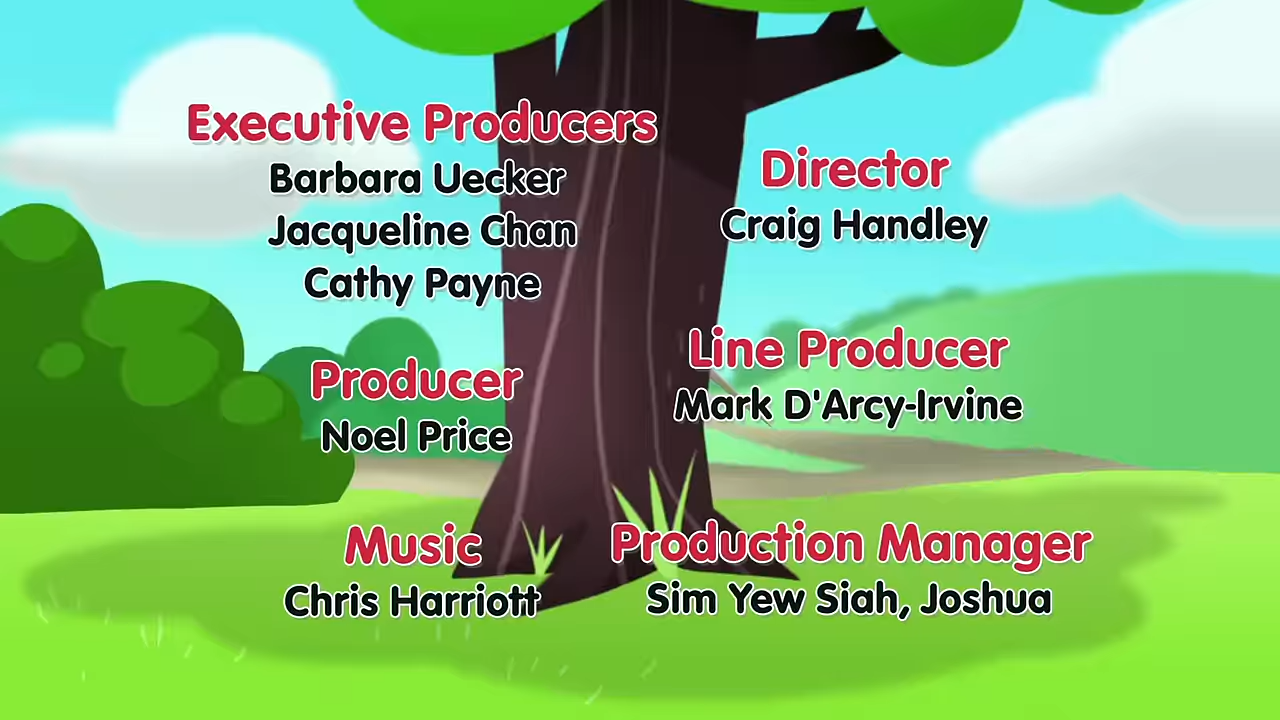 Executive Producers
Barbara Uecker
Jacqueline Chan
Cathy Payne
Producer
Noel Price
Music
Chris Harriott
Director
Craig Handley
Line Producer
Mark D'Arcy-Irvine
Production Manager
Sim Yew Siah, Joshua